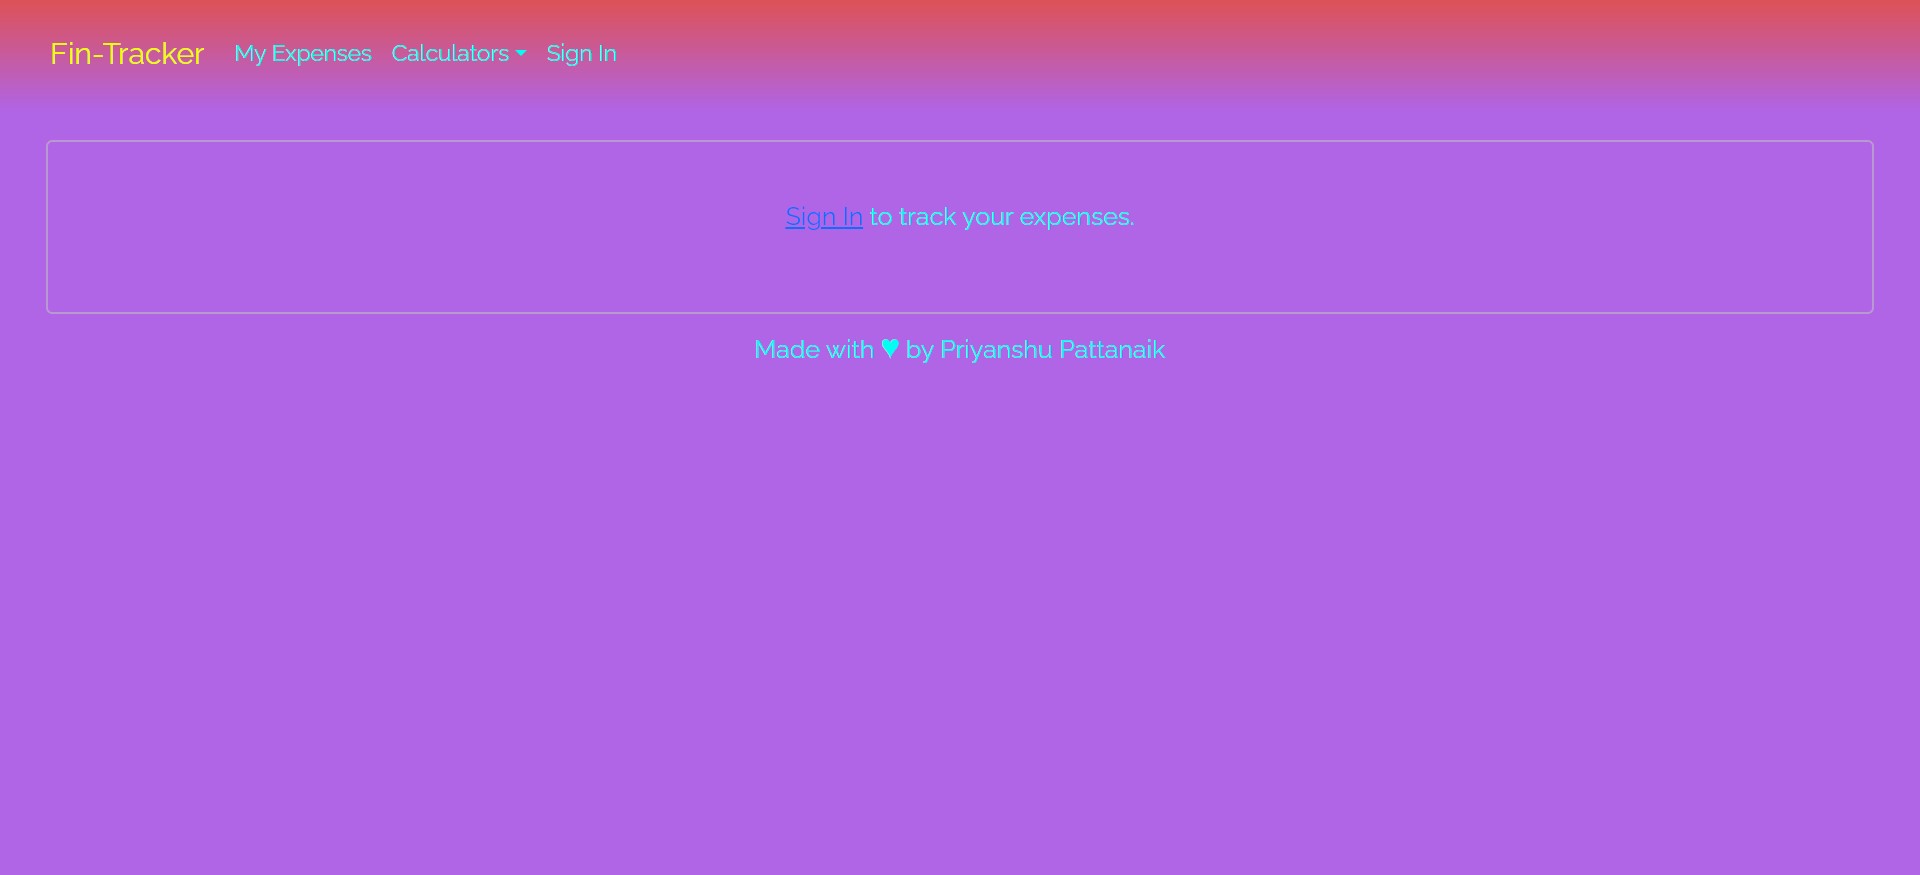 Fin-Tracker My Expenses Calculators Sign In
Sign In to track your expenses.
Made with ♥ by Priyanshu Pattanaik